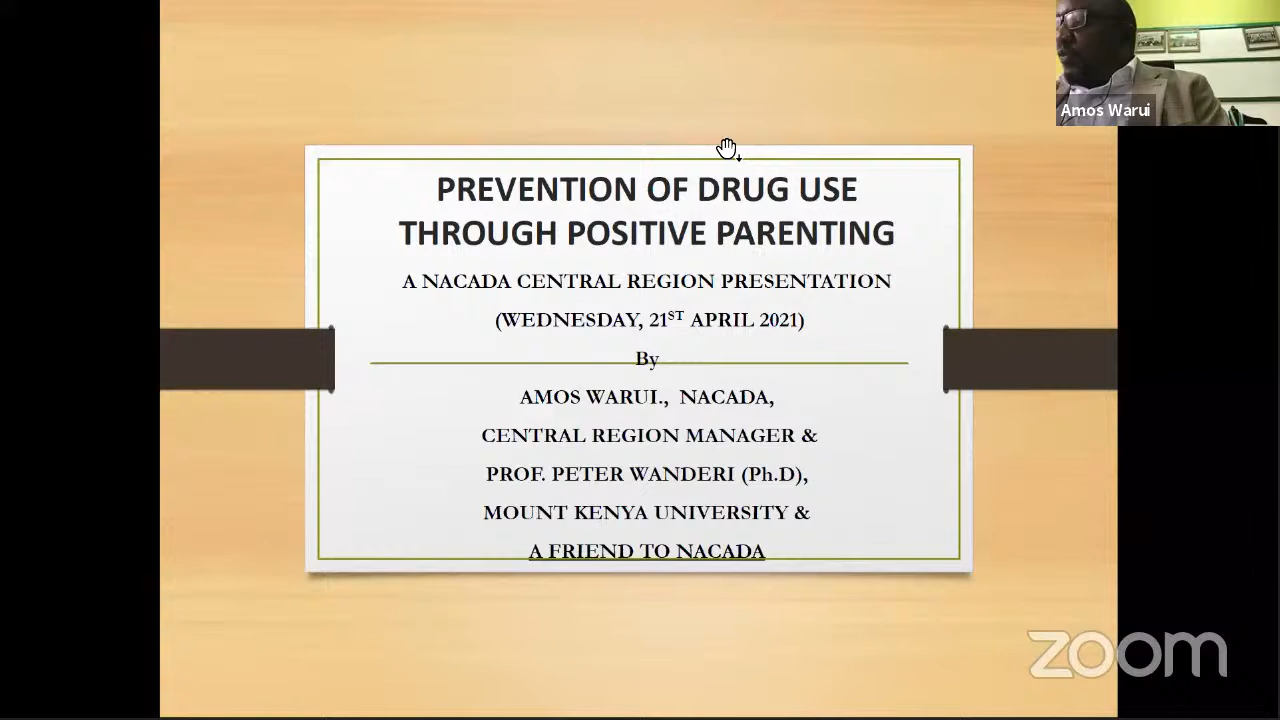 Amos Warui
PREVENTION OF DRUG USE
THROUGH POSITIVE PARENTING
A NACADA CENTRAL REGION PRESENTATION
(WEDNESDAY, 21ST APRIL 2021)
By
AMOS WARUI., NACADA,
CENTRAL REGION MANAGER &
PROF. PETER WANDERI (Ph.D),
MOUNT KENYA UNIVERSITY &
A FRIEND TO NACADA
zoom